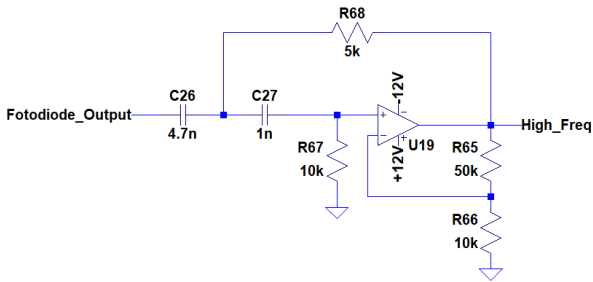 R68
5k
Fotodiode_Output
C26
4.7n
C27
1n
R67
10k
-12V
+12V
U19
High_Freq
R65
50k
R66
10k